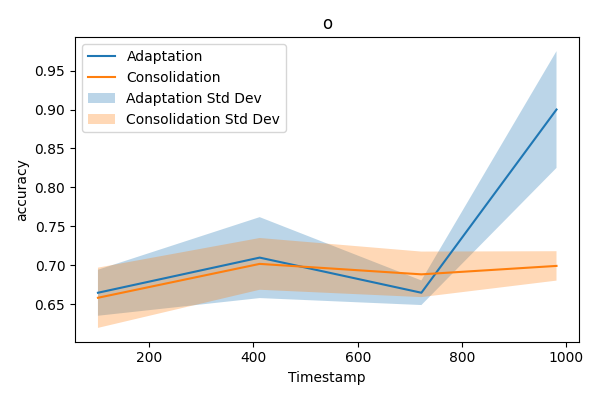 o
Adaptation
Consolidation
Adaptation Std Dev
Consolidation Std Dev
0.95
0.90
0.85
0.80
0.75
0.70
0.65
accuracy
200
400
600
800
1000
Timestamp